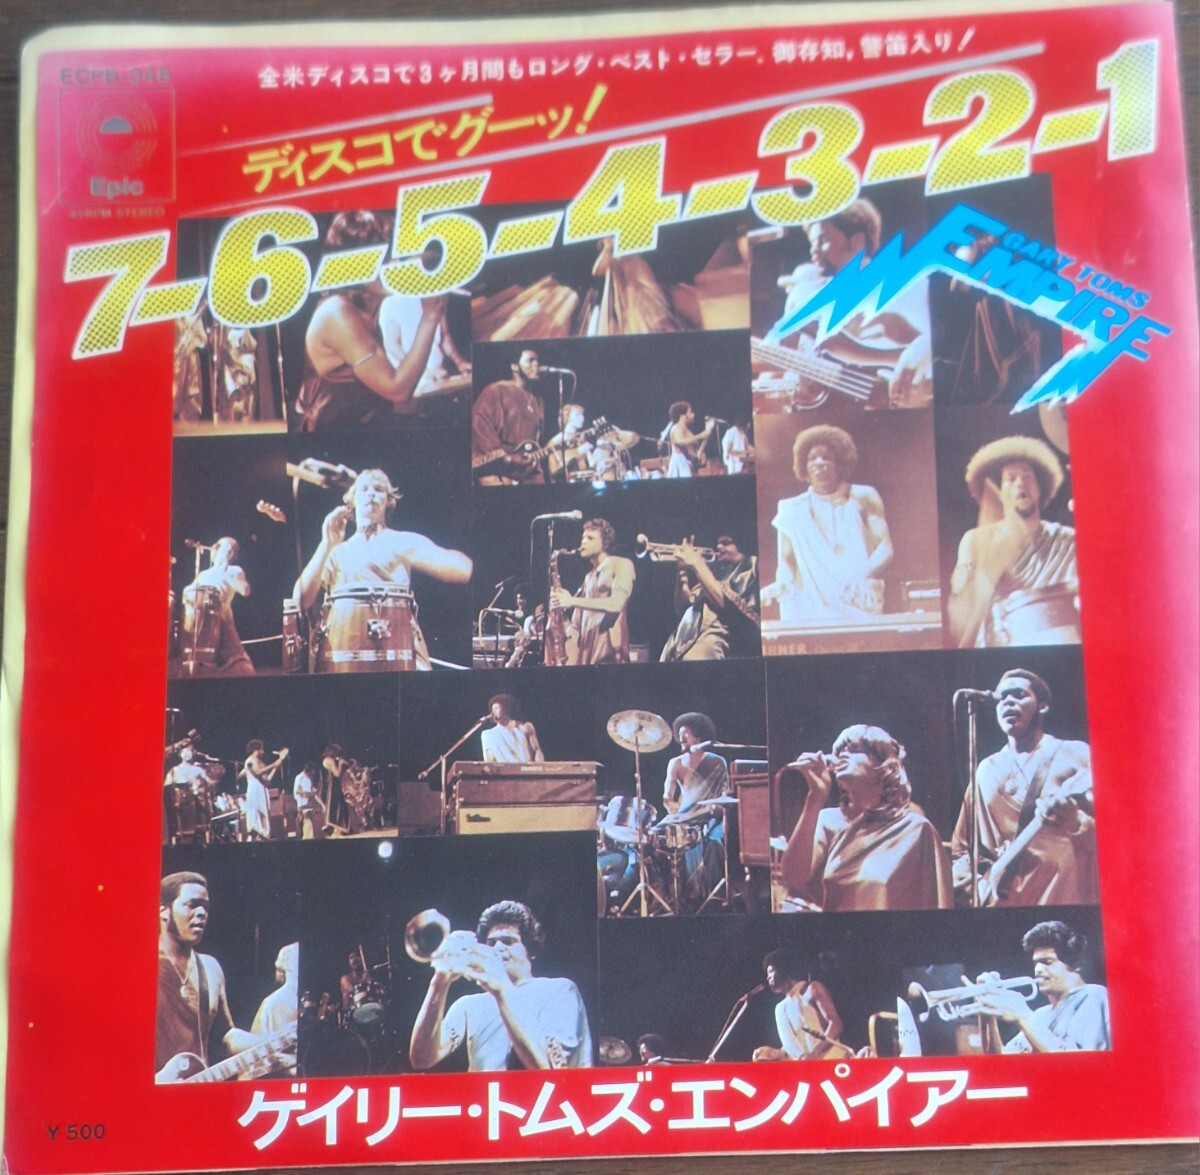 ECPB-348
全米ディスコで3ヶ月間もロング・ベスト・セラー. 御存知, 警笛入り!
Epic
45RPM STEREO
ディスコでグーッ!
7-6-5-4-3-2-1
GARY TOMS
EMPIRE
HNER
ゲイリー・トムズ・エンパイアー
¥500